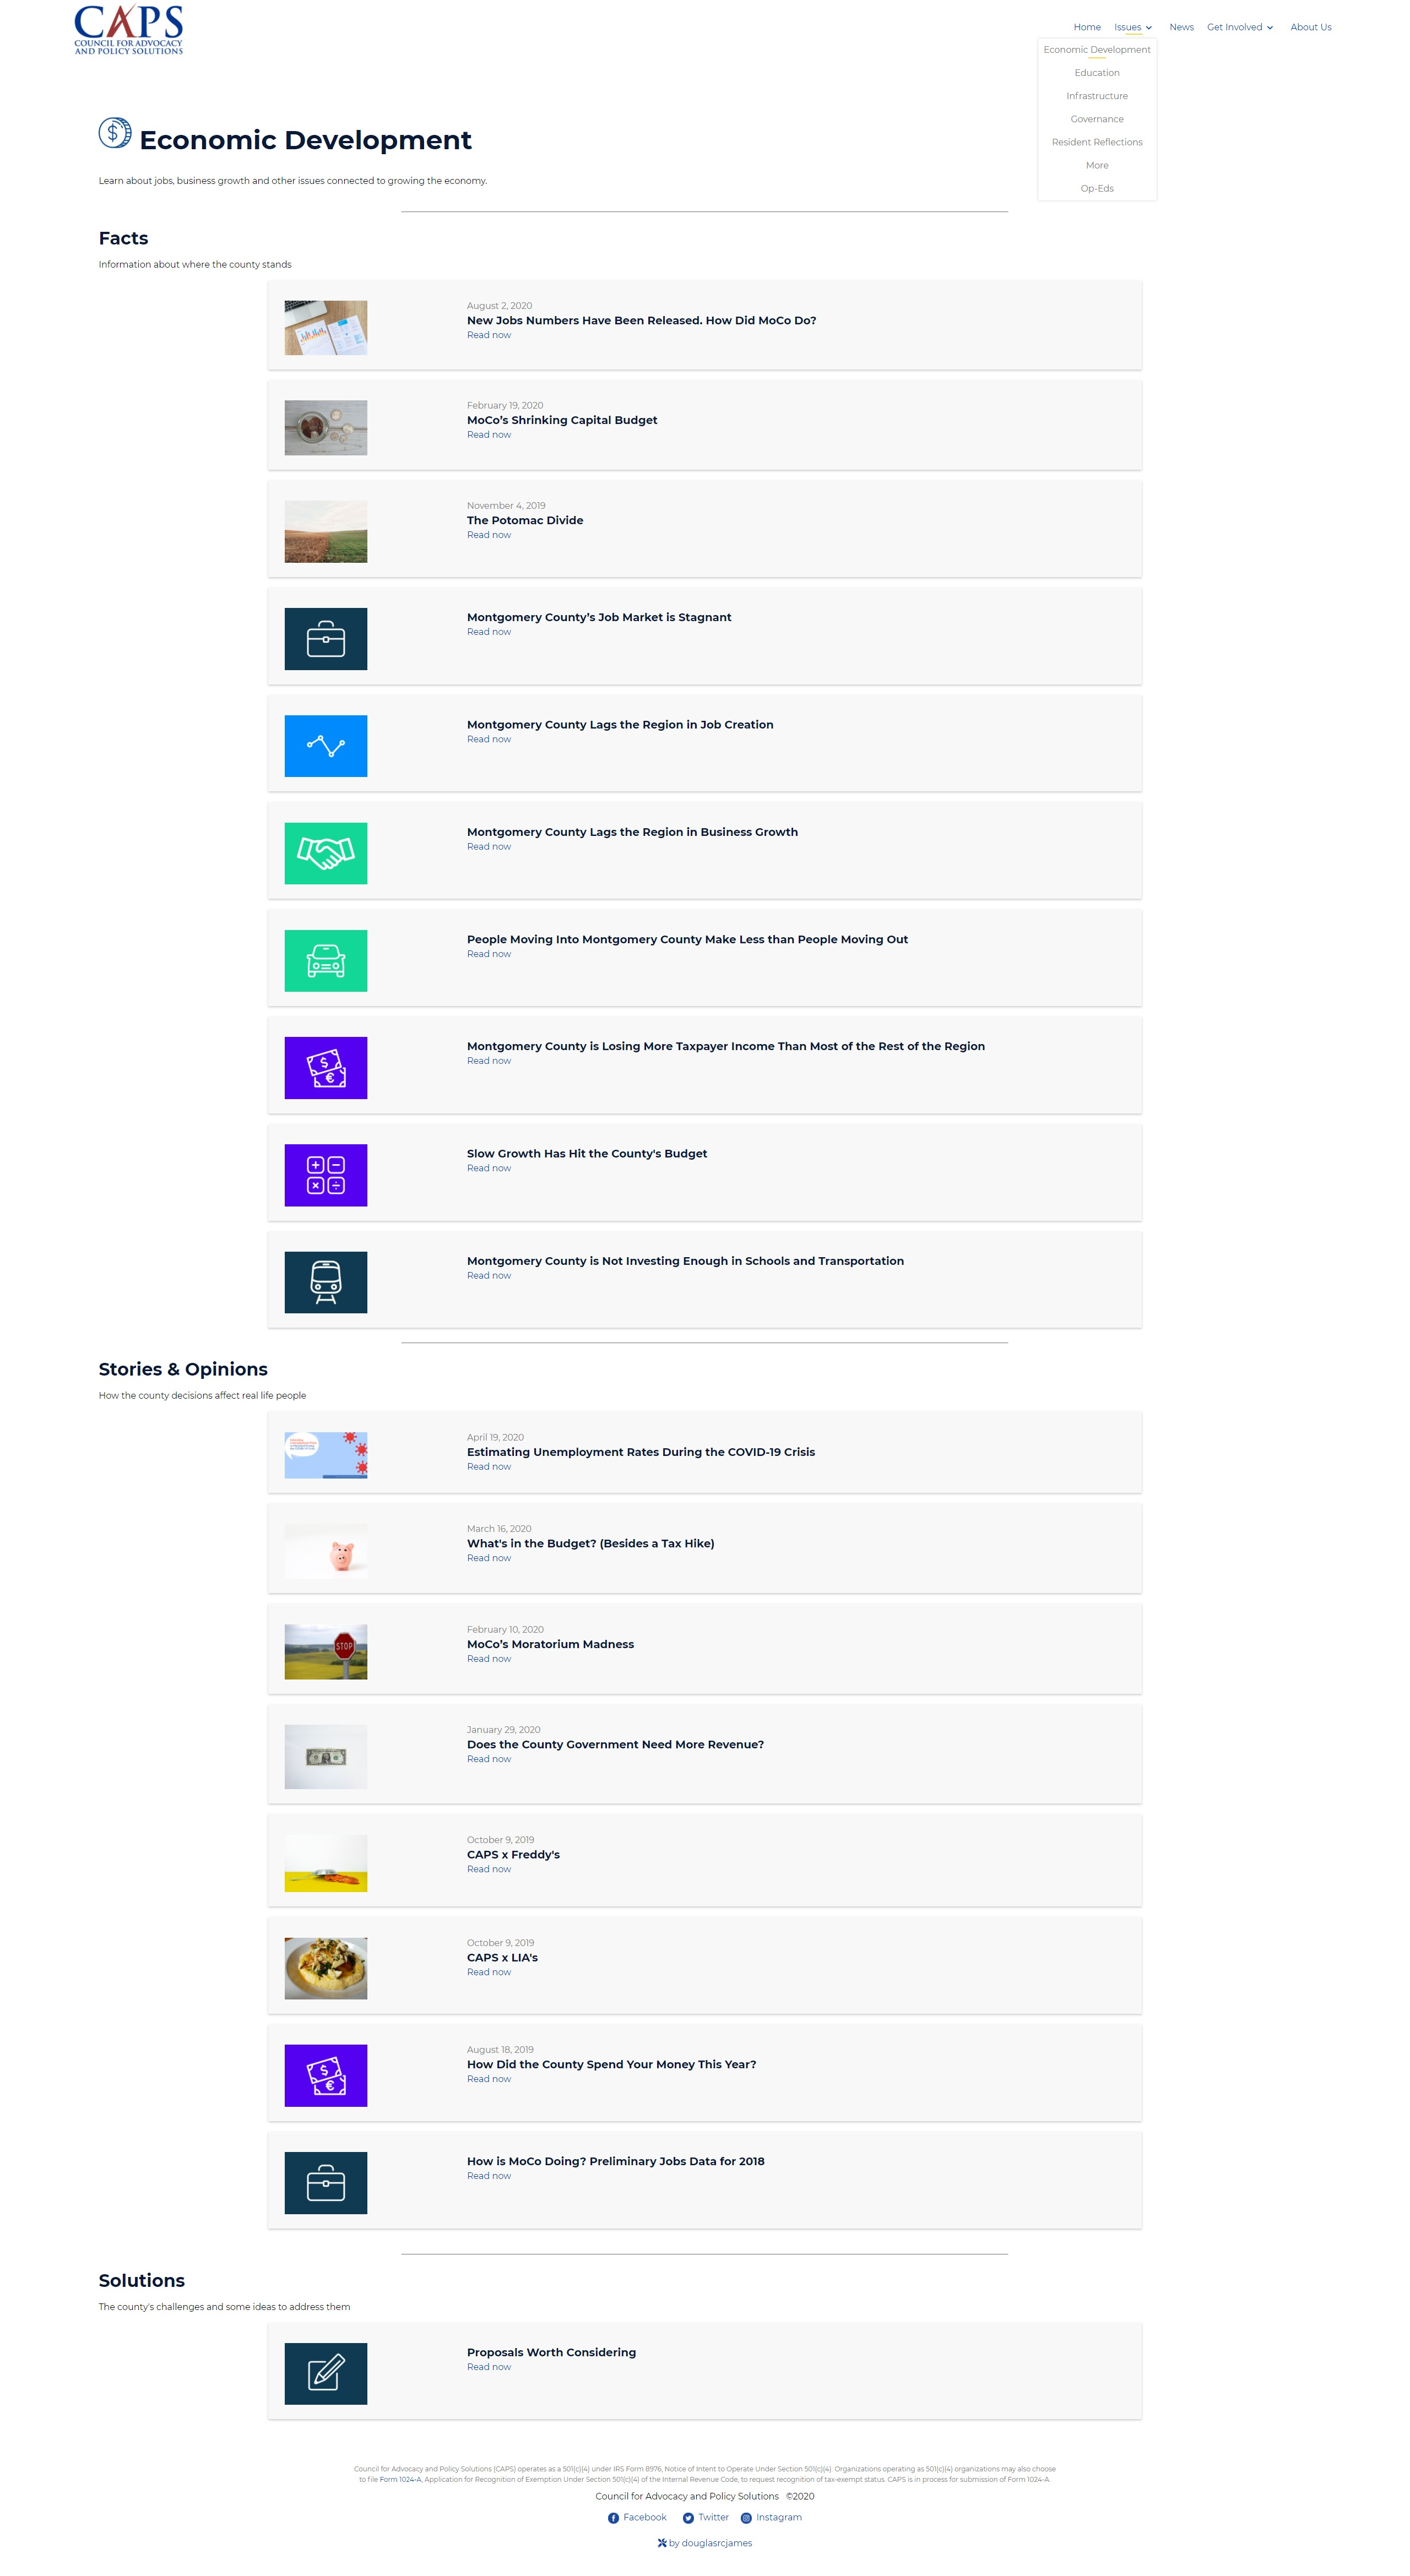 CAPS
COUNCIL FOR ADVOCACY
AND POLICY SOLUTIONS
Home Issues News Get Involved About Us
Economic Development
Education
Infrastructure
Governance
Resident Reflections
More
Op-Eds
Economic Development
Learn about jobs, business growth and other issues connected to growing the economy.
Facts
Information about where the county stands
August 2, 2020
New Jobs Numbers Have Been Released. How Did MoCo Do?
Read now
February 19, 2020
MoCo’s Shrinking Capital Budget
Read now
November 4, 2019
The Potomac Divide
Read now
Montgomery County’s Job Market is Stagnant
Read now
Montgomery County Lags the Region in Job Creation
Read now
Montgomery County Lags the Region in Business Growth
Read now
People Moving Into Montgomery County Make Less than People Moving Out
Read now
Montgomery County is Losing More Taxpayer Income Than Most of the Rest of the Region
Read now
Slow Growth Has Hit the County's Budget
Read now
Montgomery County is Not Investing Enough in Schools and Transportation
Read now
Stories & Opinions
How the county decisions affect real life people
April 19, 2020
Estimating Unemployment Rates During the COVID-19 Crisis
Read now
March 16, 2020
What's in the Budget? (Besides a Tax Hike)
Read now
STOP
February 10, 2020
MoCo’s Moratorium Madness
Read now
January 29, 2020
Does the County Government Need More Revenue?
Read now
October 9, 2019
CAPS x Freddy's
Read now
October 9, 2019
CAPS x LIA's
Read now
August 18, 2019
How Did the County Spend Your Money This Year?
Read now
How is MoCo Doing? Preliminary Jobs Data for 2018
Read now
Solutions
The county's challenges and some ideas to address them
Proposals Worth Considering
Read now
Council for Advocacy and Policy Solutions (CAPS) operates as a 501(c)(4) under IRS Form 8976, Notice of Intent to Operate Under Section 501(c)(4). Organizations operating as 501(c)(4) organizations may also choose
to file Form 1024-A, Application for Recognition of Exemption Under Section 501(c)(4) of the Internal Revenue Code, to request recognition of tax-exempt status. CAPS is in process for submission of Form 1024-A.
Council for Advocacy and Policy Solutions ©2020
Facebook Twitter Instagram
by douglasrcjames